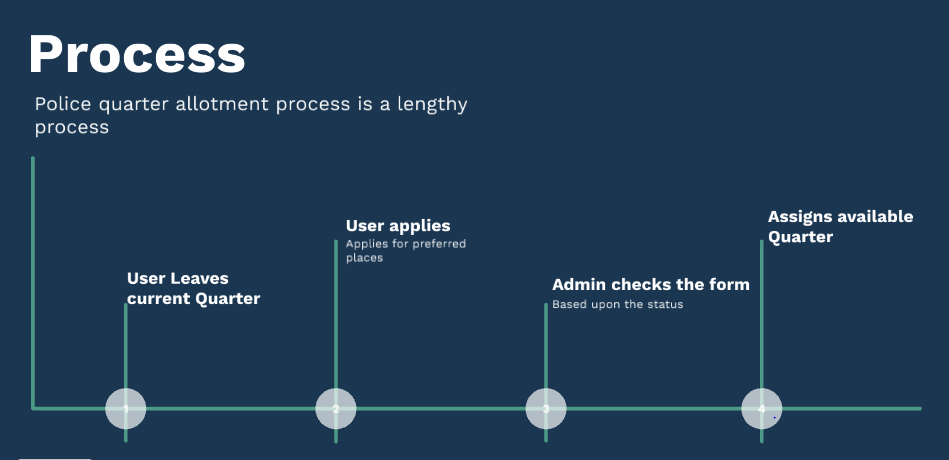 Process
Police quarter allotment process is a lengthy
process
User Leaves
current Quarter
User applies
Applies for preferred
places
Admin checks the form
Based upon the status
Assigns available
Quarter
1
2
3
4